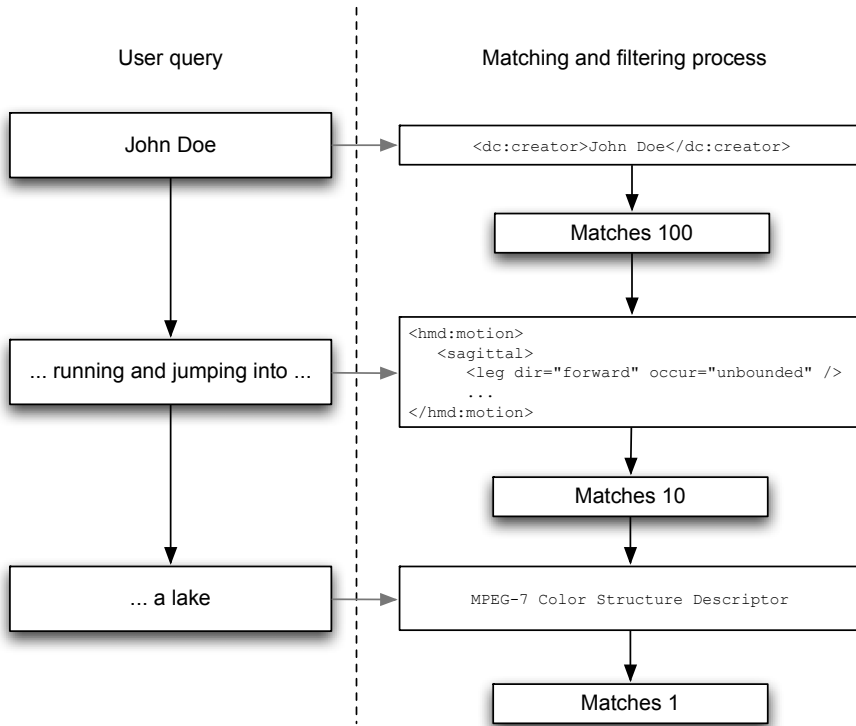 User query
Matching and filtering process
John Doe
<dc:creator>John Doe</dc:creator>
Matches 100
... running and jumping into ...
<hmd:motion>
<sagittal>
<leg dir="forward" occur="unbounded" />
...
</hmd:motion>
Matches 10
... a lake
MPEG-7 Color Structure Descriptor
Matches 1